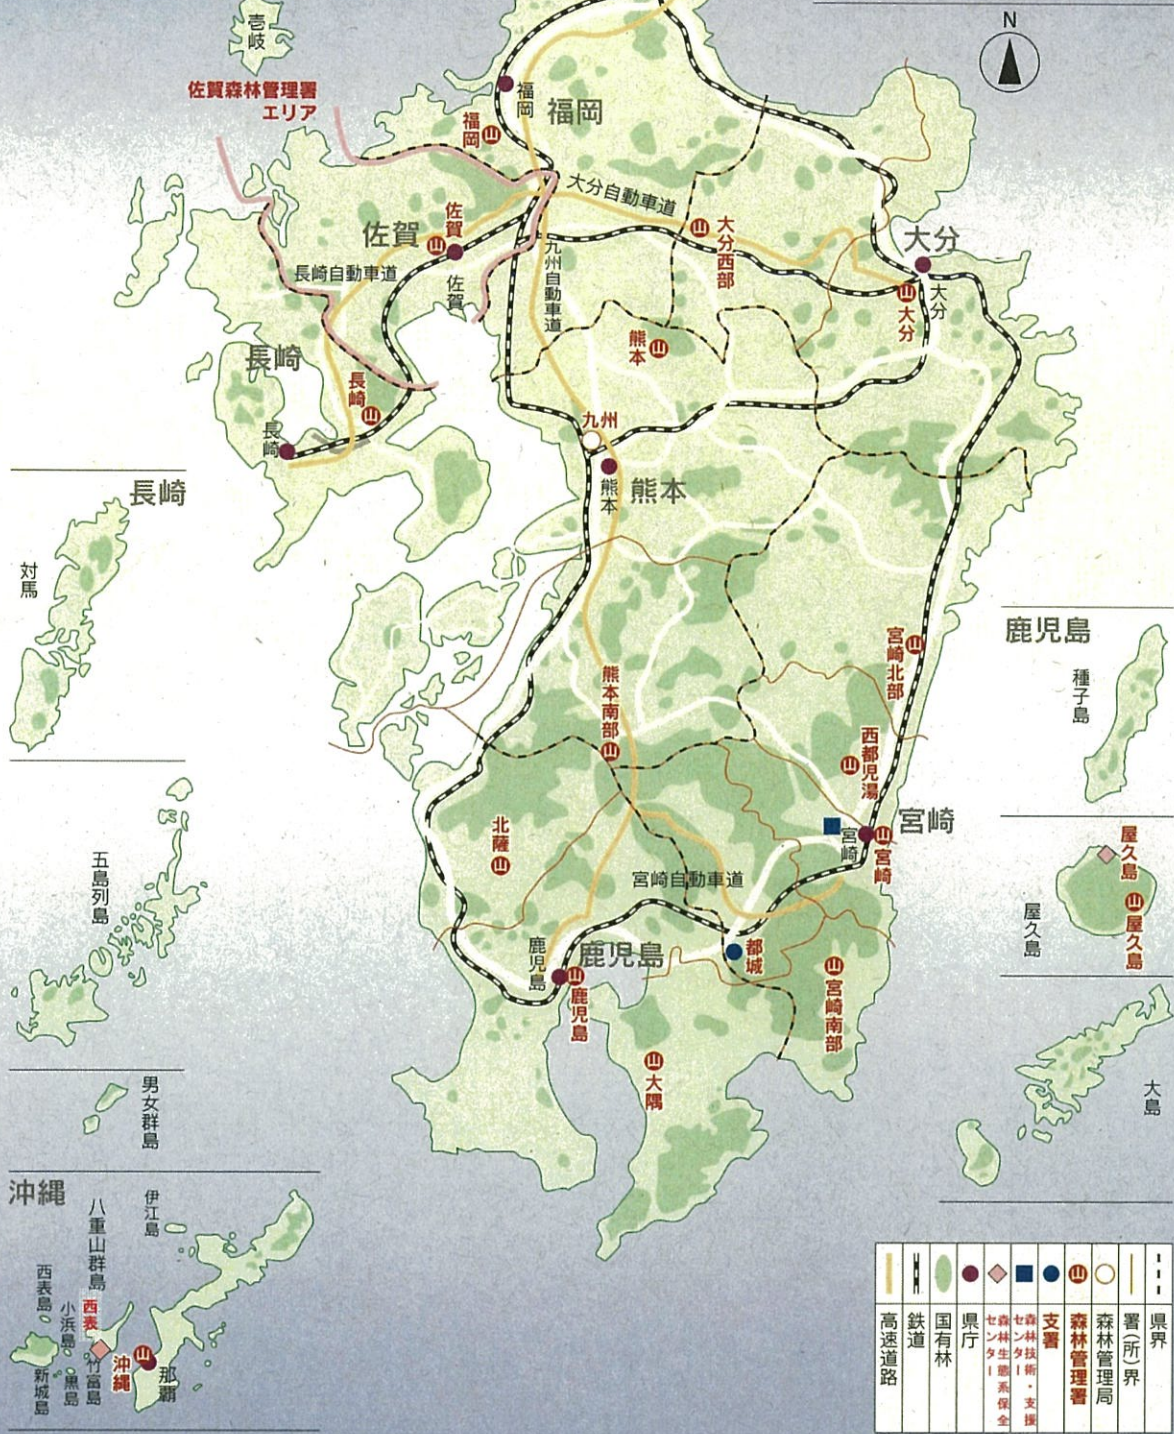 N
壱岐
佐賀森林管理署
エリア
福岡
福岡
福岡
大分自動車道
佐賀
佐賀
佐賀
長崎自動車道
九州自動車道
大分西部
大分
大分
大分
長崎
長崎
長崎
熊本
九州
熊本
熊本
長崎
対馬
五島列島
男女群島
熊本南部
宮崎北部
西都児湯
宮崎
宮崎
宮崎
北薩
宮崎自動車道
鹿児島
鹿児島
鹿児島
都城
宮崎南部
大隅
鹿児島
種子島
屋久島
屋久島
屋久島
大島
沖縄
八重山群島
伊江島
西表島
小浜島
西表
新城島
黒島
竹富島
沖縄
那覇
県界
署(所)界
森林管理局
森林管理署
支署
森林技術・支援
センター
森林生態系保全
センター
県庁
国有林
鉄道
高速道路